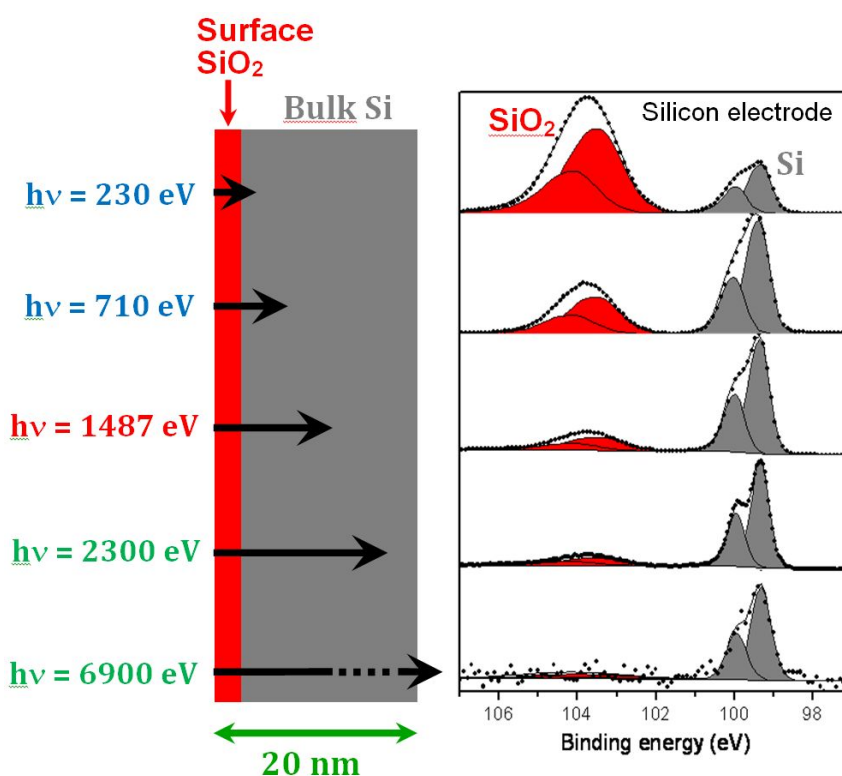 Surface
SiO₂
Bulk Si
hν = 230 eV
hν = 710 eV
hν = 1487 eV
hν = 2300 eV
hν = 6900 eV
20 nm
SiO₂
Silicon electrode
Si
106 104 102 100 98
Binding energy (eV)